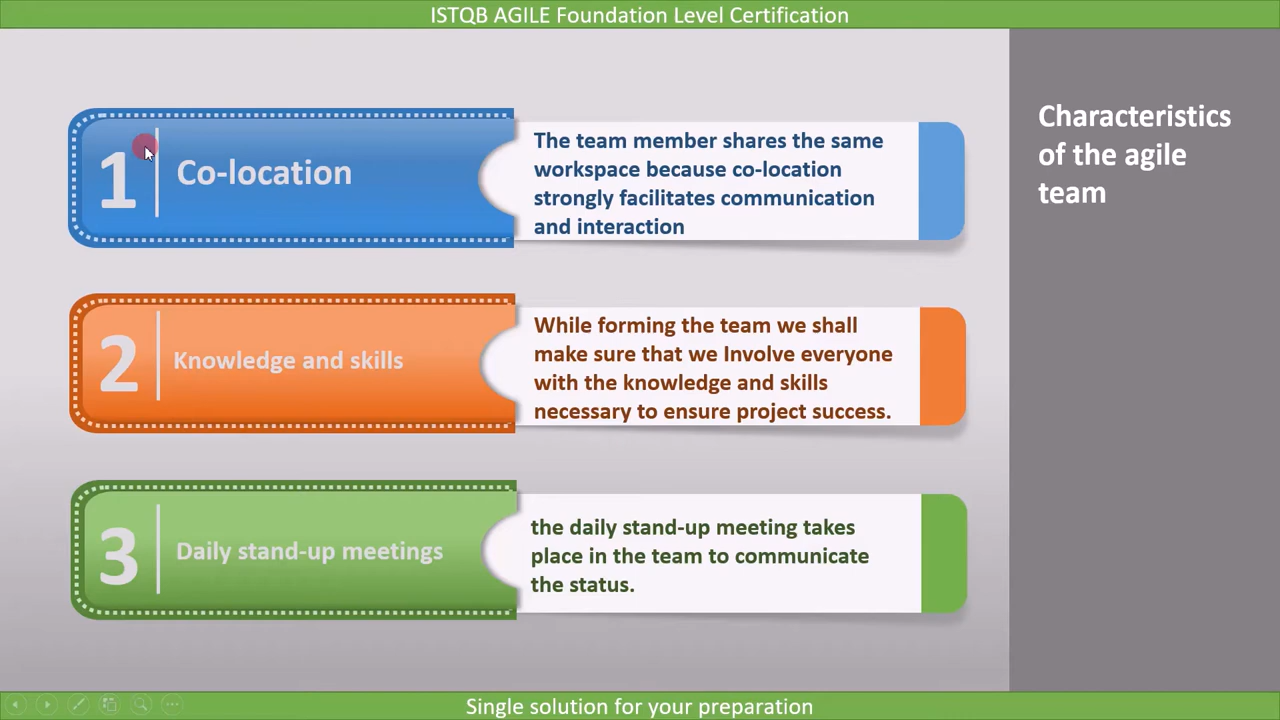 ISTQB AGILE Foundation Level Certification
Characteristics
of the agile
team
1
Co-location
The team member shares the same
workspace because co-location
strongly facilitates communication
and interaction
2
Knowledge and skills
While forming the team we shall
make sure that we Involve everyone
with the knowledge and skills
necessary to ensure project success.
3
Daily stand-up meetings
the daily stand-up meeting takes
place in the team to communicate
the status.
Single solution for your preparation